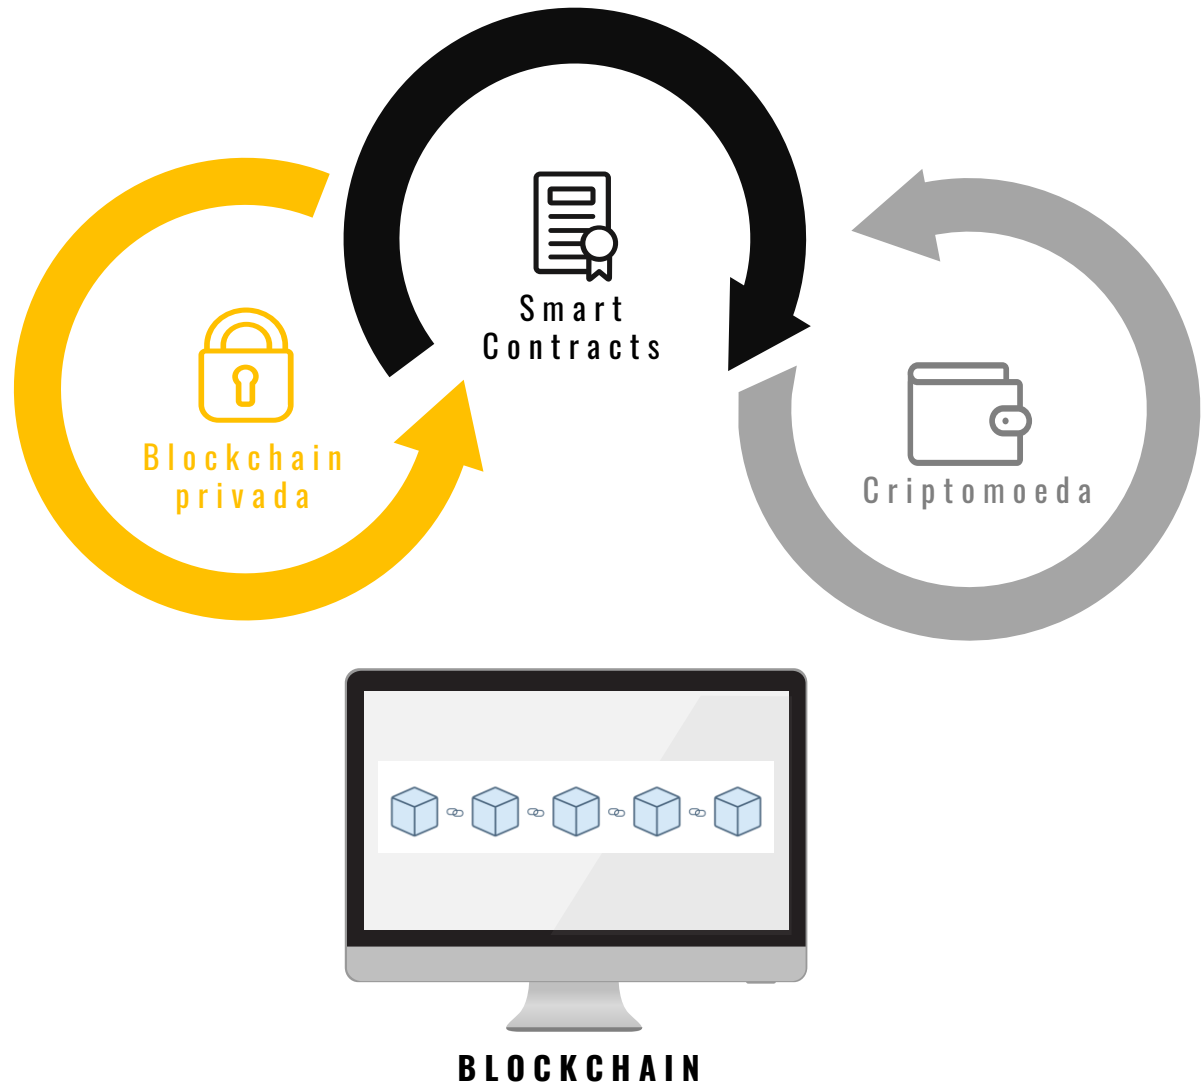 Smart
Contracts
Blockchain
privada
Criptomoeda
BLOCKCHAIN